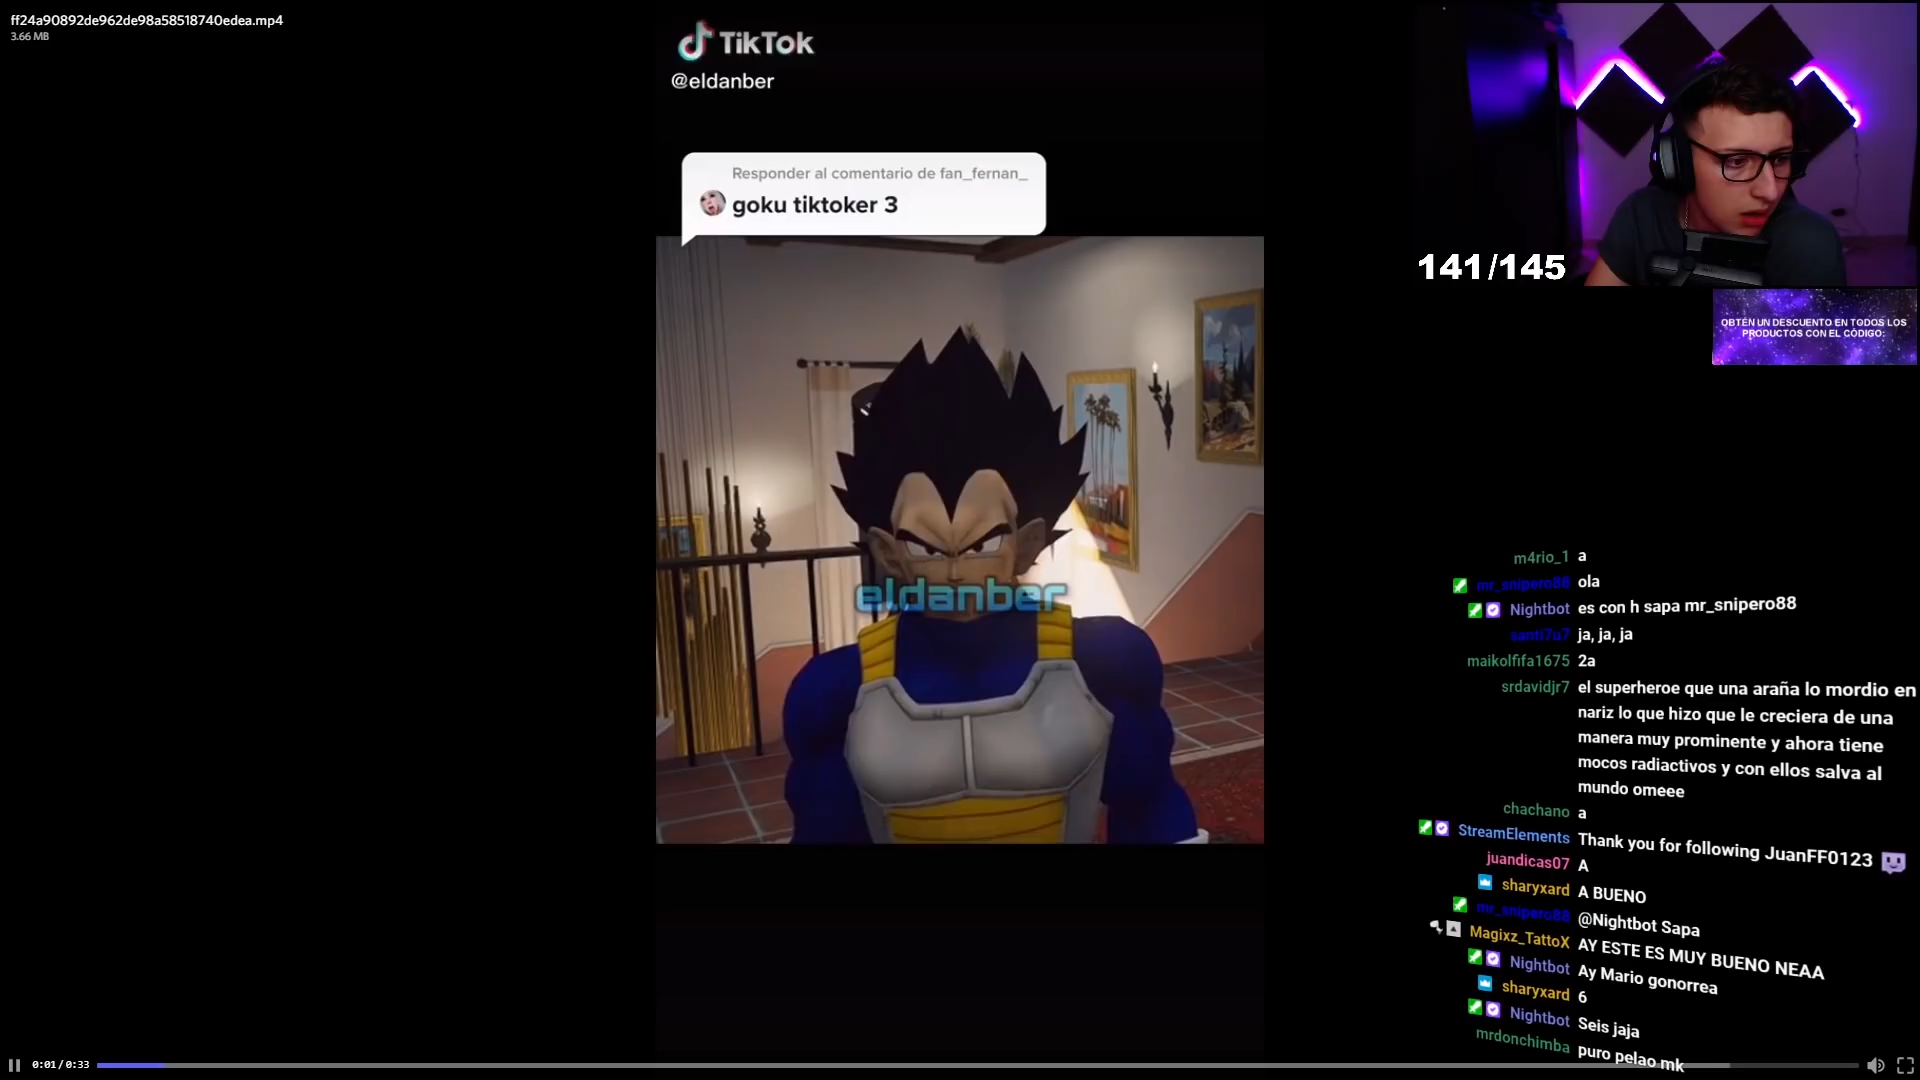 ff24a90892de962de98a58518740edea.mp4
3.66 MB
TikTok
@eldanber
Responder al comentario de fan_fernan_
goku tiktoker 3
eldanber
141/145
OBTÉN UN DESCUENTO EN TODOS LOS
PRODUCTOS CON EL CÓDIGO:
m4rio_1 a
mr_snipero88 ola
Nightbot es con h sapa mr_snipero88
santi7u7 ja, ja, ja
maikolfifa1675 2a
srdavidjr7 el superheroe que una araña lo mordio en
nariz lo que hizo que le creciera de una
manera muy prominente y ahora tiene
mocos radiactivos y con ellos salva al
mundo omeee
chachano a
StreamElements Thank you for following JuanFF0123
juandicas07 A
sharyxard A BUENO
mr_snipero88 @Nightbot Sapa
Magixz_TattoX AY ESTE ES MUY BUENO NEAA
Nightbot Ay Mario gonorrea
sharyxard 6
Nightbot Seis jaja
mrdonchimba puro pelao mk
0:01/0:33